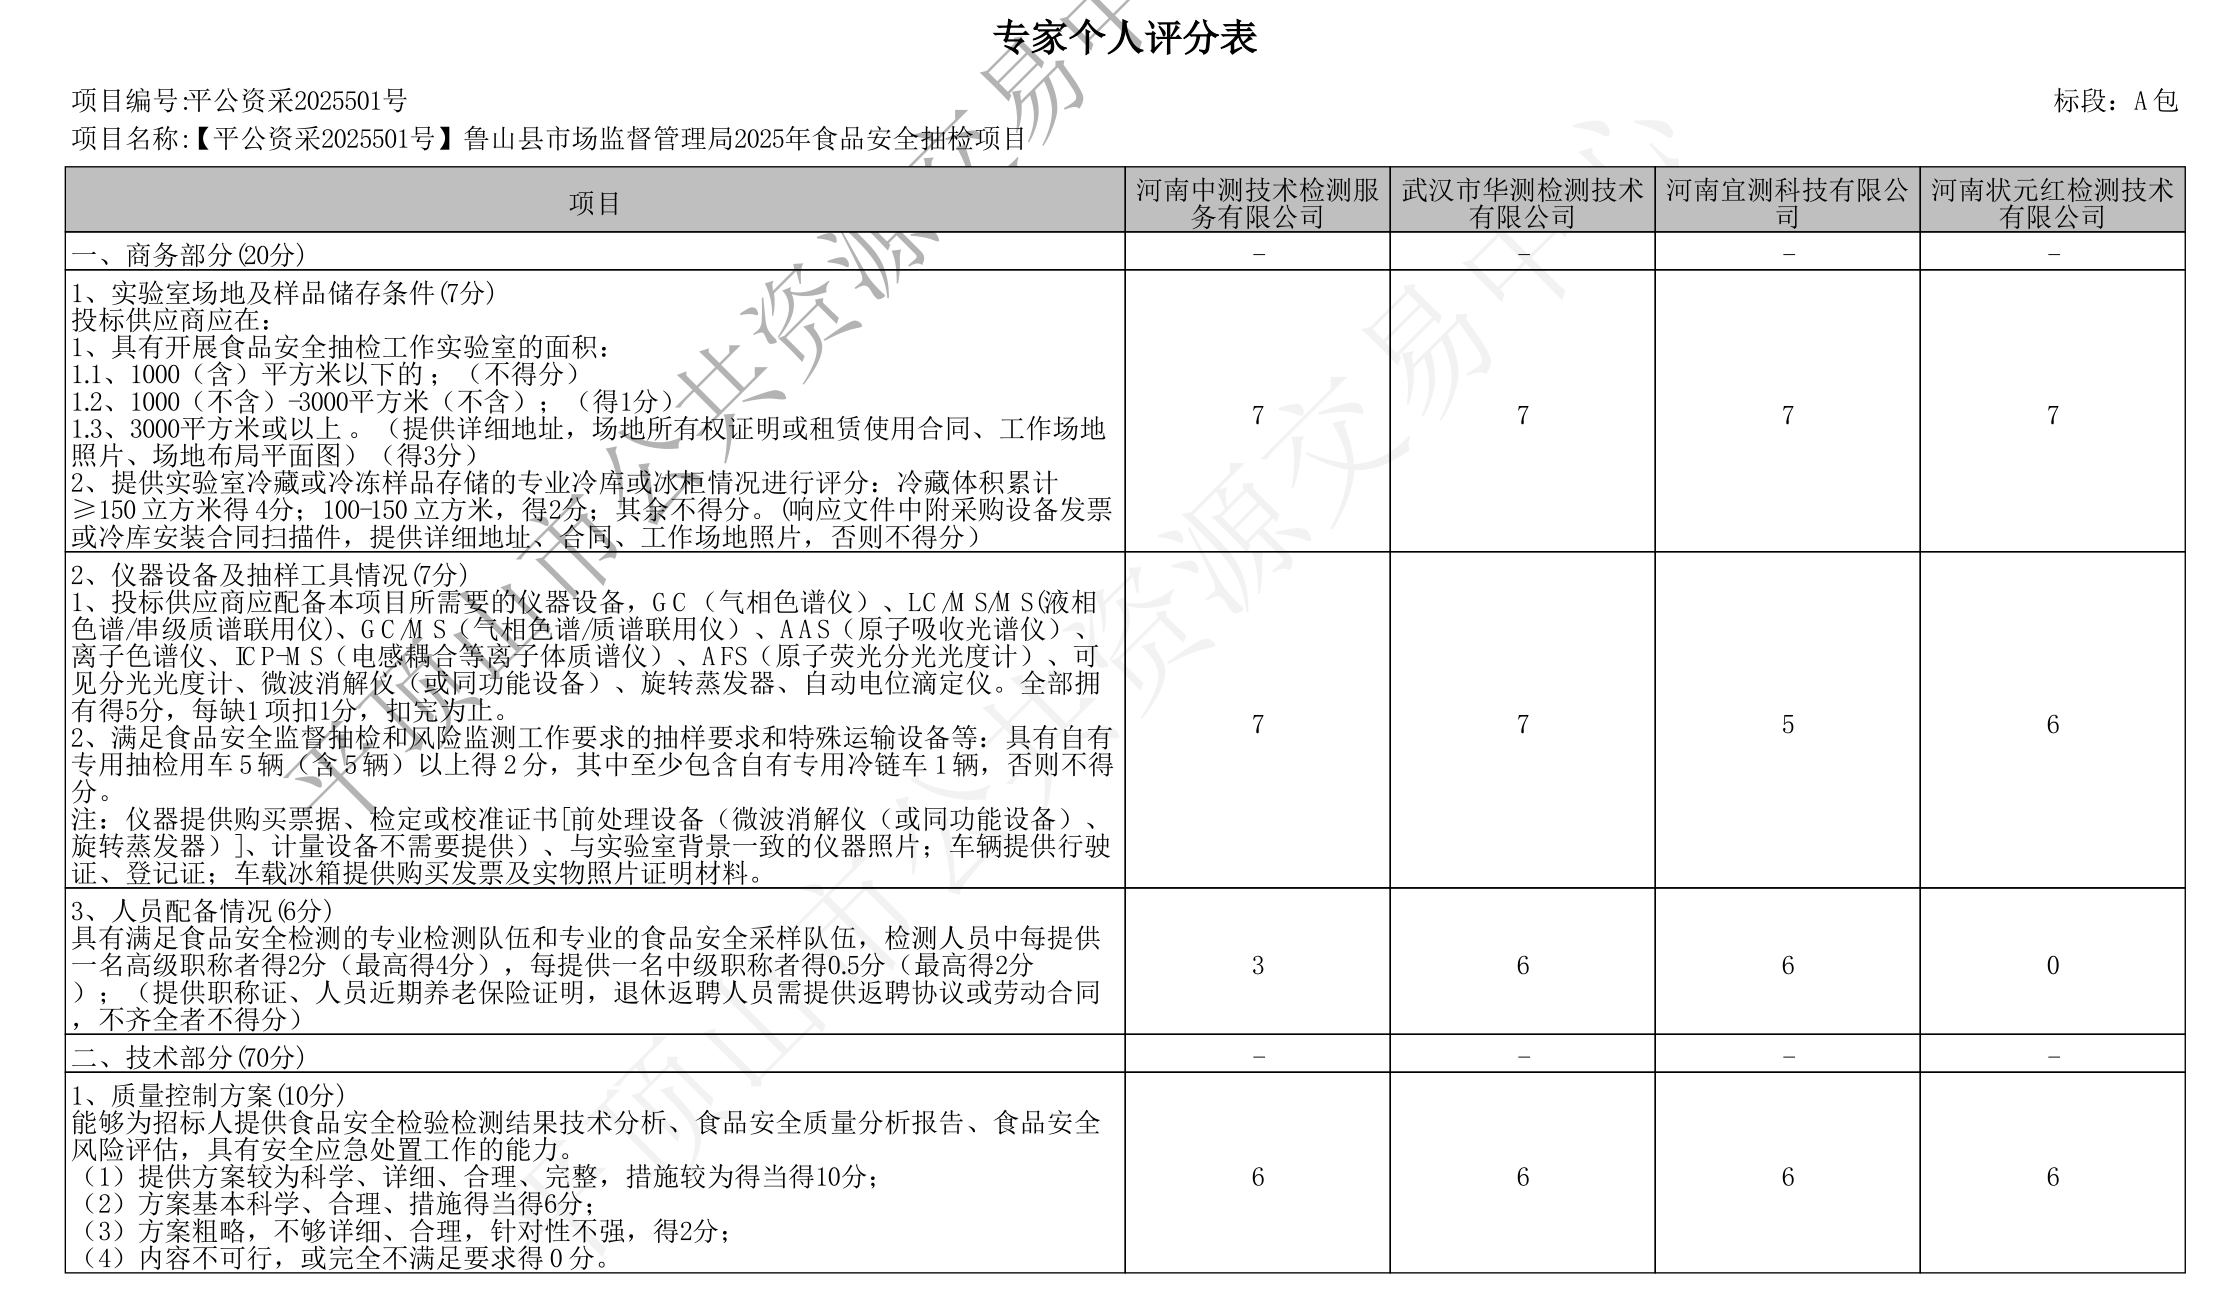 专家个人评分表
项目编号:平公资采2025501号
标段：A包
项目名称:【平公资采2025501号】鲁山县市场监督管理局2025年食品安全抽检项目
项目
河南中测技术检测服
务有限公司
武汉市华测检测技术
有限公司
河南宜测科技有限公
司
河南状元红检测技术
有限公司
一、商务部分(20分)
-
-
-
-
1、实验室场地及样品储存条件(7分)
投标供应商应在：
1、具有开展食品安全抽检工作实验室的面积：
1.1、1000（含）平方米以下的；（不得分）
1.2、1000（不含）-3000平方米（不含）；（得1分）
1.3、3000平方米或以上 。（提供详细地址，场地所有权证明或租赁使用合同、工作场地
照片、场地布局平面图）（得3分）
2、提供实验室冷藏或冷冻样品存储的专业冷库或冰柜情况进行评分：冷藏体积累计
≥150 立方米得 4分；100-150 立方米，得2分；其余不得分。(响应文件中附采购设备发票
或冷库安装合同扫描件，提供详细地址、合同、工作场地照片，否则不得分）
7
7
7
7
2、仪器设备及抽样工具情况(7分)
1、投标供应商应配备本项目所需要的仪器设备，GC（气相色谱仪）、LC/MS/MS(液相
色谱/串级质谱联用仪)、GC/MS（气相色谱/质谱联用仪）、AAS（原子吸收光谱仪）、
离子色谱仪、ICP-MS（电感耦合等离子体质谱仪）、AFS（原子荧光分光光度计）、可
见分光光度计、微波消解仪（或同功能设备）、旋转蒸发器、自动电位滴定仪。全部拥
有得5分，每缺1项扣1分，扣完为止。
2、满足食品安全监督抽检和风险监测工作要求的抽样要求和特殊运输设备等：具有自有
专用抽检用车５辆（含５辆）以上得２分，其中至少包含自有专用冷链车１辆，否则不得
分。
注：仪器提供购买票据、检定或校准证书[前处理设备（微波消解仪（或同功能设备）、
旋转蒸发器）]、计量设备不需要提供）、与实验室背景一致的仪器照片；车辆提供行驶
证、登记证；车载冰箱提供购买发票及实物照片证明材料。
7
7
5
6
3、人员配备情况(6分)
具有满足食品安全检测的专业检测队伍和专业的食品安全采样队伍，检测人员中每提供
一名高级职称者得2分（最高得4分），每提供一名中级职称者得0.5分（最高得2分
）；（提供职称证、人员近期养老保险证明，退休返聘人员需提供返聘协议或劳动合同
，不齐全者不得分）
3
6
6
0
二、技术部分(70分)
-
-
-
-
1、质量控制方案(10分)
能够为招标人提供食品安全检验检测结果技术分析、食品安全质量分析报告、食品安全
风险评估，具有安全应急处置工作的能力。
（1）提供方案较为科学、详细、合理、完整，措施较为得当得10分；
（2）方案基本科学、合理、措施得当得6分；
（3）方案粗略，不够详细、合理，针对性不强，得2分；
（4）内容不可行，或完全不满足要求得０分。
6
6
6
6
平顶山市公共资源交易中
平顶山市公共资源交易中心